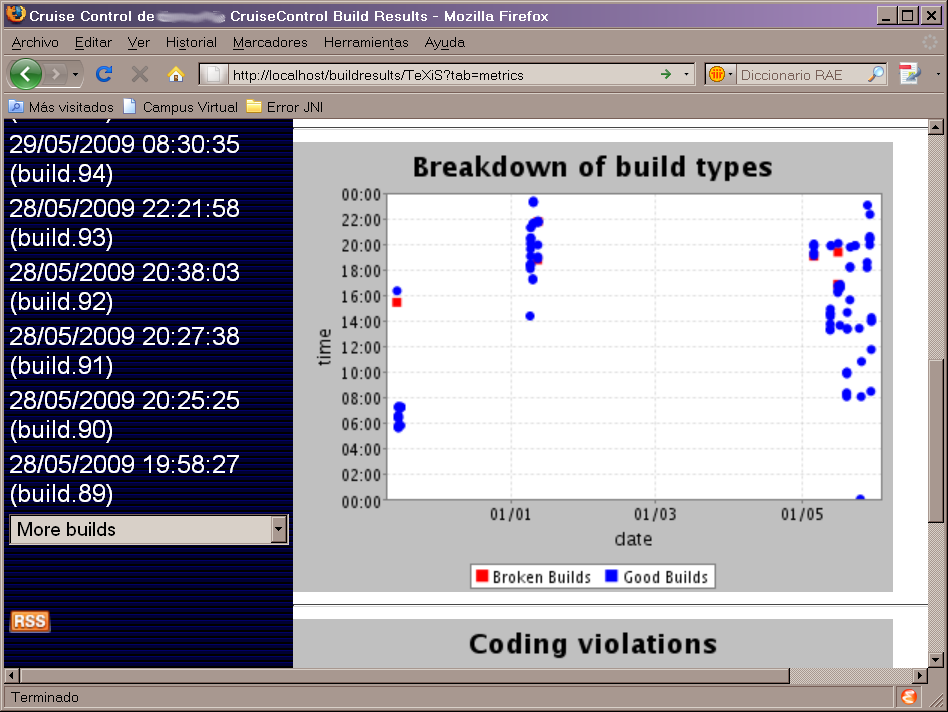 Cruise Control de CruiseControl Build Results - Mozilla Firefox
Archivo Editar Ver Historial Marcadores Herramientas Ayuda
http://localhost/buildresults/TeXiS?tab=metrics
Diccionario RAE
Más visitados Campus Virtual Error JNI
29/05/2009 08:30:35
(build.94)
28/05/2009 22:21:58
(build.93)
28/05/2009 20:38:03
(build.92)
28/05/2009 20:27:38
(build.91)
28/05/2009 20:25:25
(build.90)
28/05/2009 19:58:27
(build.89)
More builds
RSS
Breakdown of build types
00:00
22:00
20:00
18:00
16:00
14:00
12:00
10:00
08:00
06:00
04:00
02:00
00:00
time
01/01 01/03 01/05
date
Broken Builds Good Builds
Coding violations
Terminado